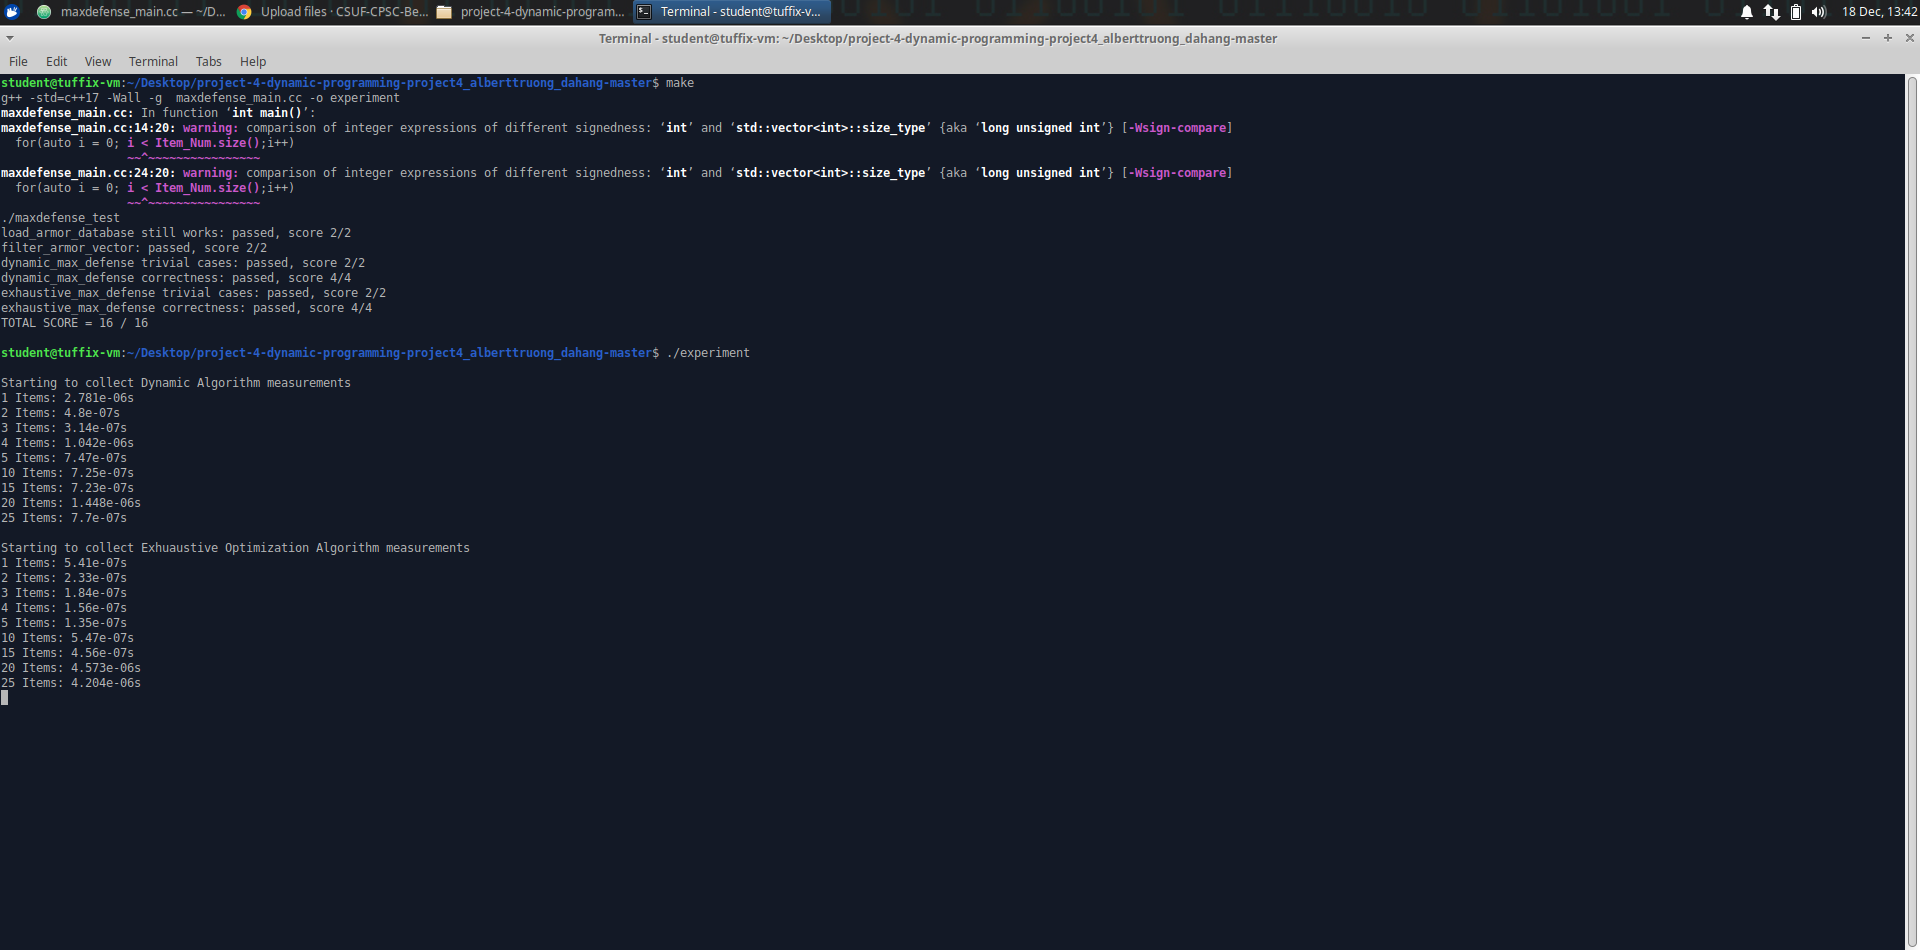 maxdefense_main.cc — ~/D... Upload files · CSUF-CPSC-Be... project-4-dynamic-program... Terminal - student@tuffix-v... 18 Dec, 13:42
Terminal - student@tuffix-vm: ~/Desktop/project-4-dynamic-programming-project4_alberttruong_dahang-master
File Edit View Terminal Tabs Help
student@tuffix-vm:~/Desktop/project-4-dynamic-programming-project4_alberttruong_dahang-master$ make
g++ -std=c++17 -Wall -g  maxdefense_main.cc -o experiment
maxdefense_main.cc: In function ‘int main()’:
maxdefense_main.cc:14:20: warning: comparison of integer expressions of different signedness: ‘int’ and ‘std::vector<int>::size_type’ {aka ‘long unsigned int’} [-Wsign-compare]
  for(auto i = 0; i < Item_Num.size();i++)
                  ~~^~~~~~~~~~~~~~~~~
maxdefense_main.cc:24:20: warning: comparison of integer expressions of different signedness: ‘int’ and ‘std::vector<int>::size_type’ {aka ‘long unsigned int’} [-Wsign-compare]
  for(auto i = 0; i < Item_Num.size();i++)
                  ~~^~~~~~~~~~~~~~~~~
./maxdefense_test
load_armor_database still works: passed, score 2/2
filter_armor_vector: passed, score 2/2
dynamic_max_defense trivial cases: passed, score 2/2
dynamic_max_defense correctness: passed, score 4/4
exhaustive_max_defense trivial cases: passed, score 2/2
exhaustive_max_defense correctness: passed, score 4/4
TOTAL SCORE = 16 / 16
student@tuffix-vm:~/Desktop/project-4-dynamic-programming-project4_alberttruong_dahang-master$ ./experiment
Starting to collect Dynamic Algorithm measurements
1 Items: 2.781e-06s
2 Items: 4.8e-07s
3 Items: 3.14e-07s
4 Items: 1.042e-06s
5 Items: 7.47e-07s
10 Items: 7.25e-07s
15 Items: 7.23e-07s
20 Items: 1.448e-06s
25 Items: 7.7e-07s
Starting to collect Exhuaustive Optimization Algorithm measurements
1 Items: 5.41e-07s
2 Items: 2.33e-07s
3 Items: 1.84e-07s
4 Items: 1.56e-07s
5 Items: 1.35e-07s
10 Items: 5.47e-07s
15 Items: 4.56e-07s
20 Items: 4.573e-06s
25 Items: 4.204e-06s